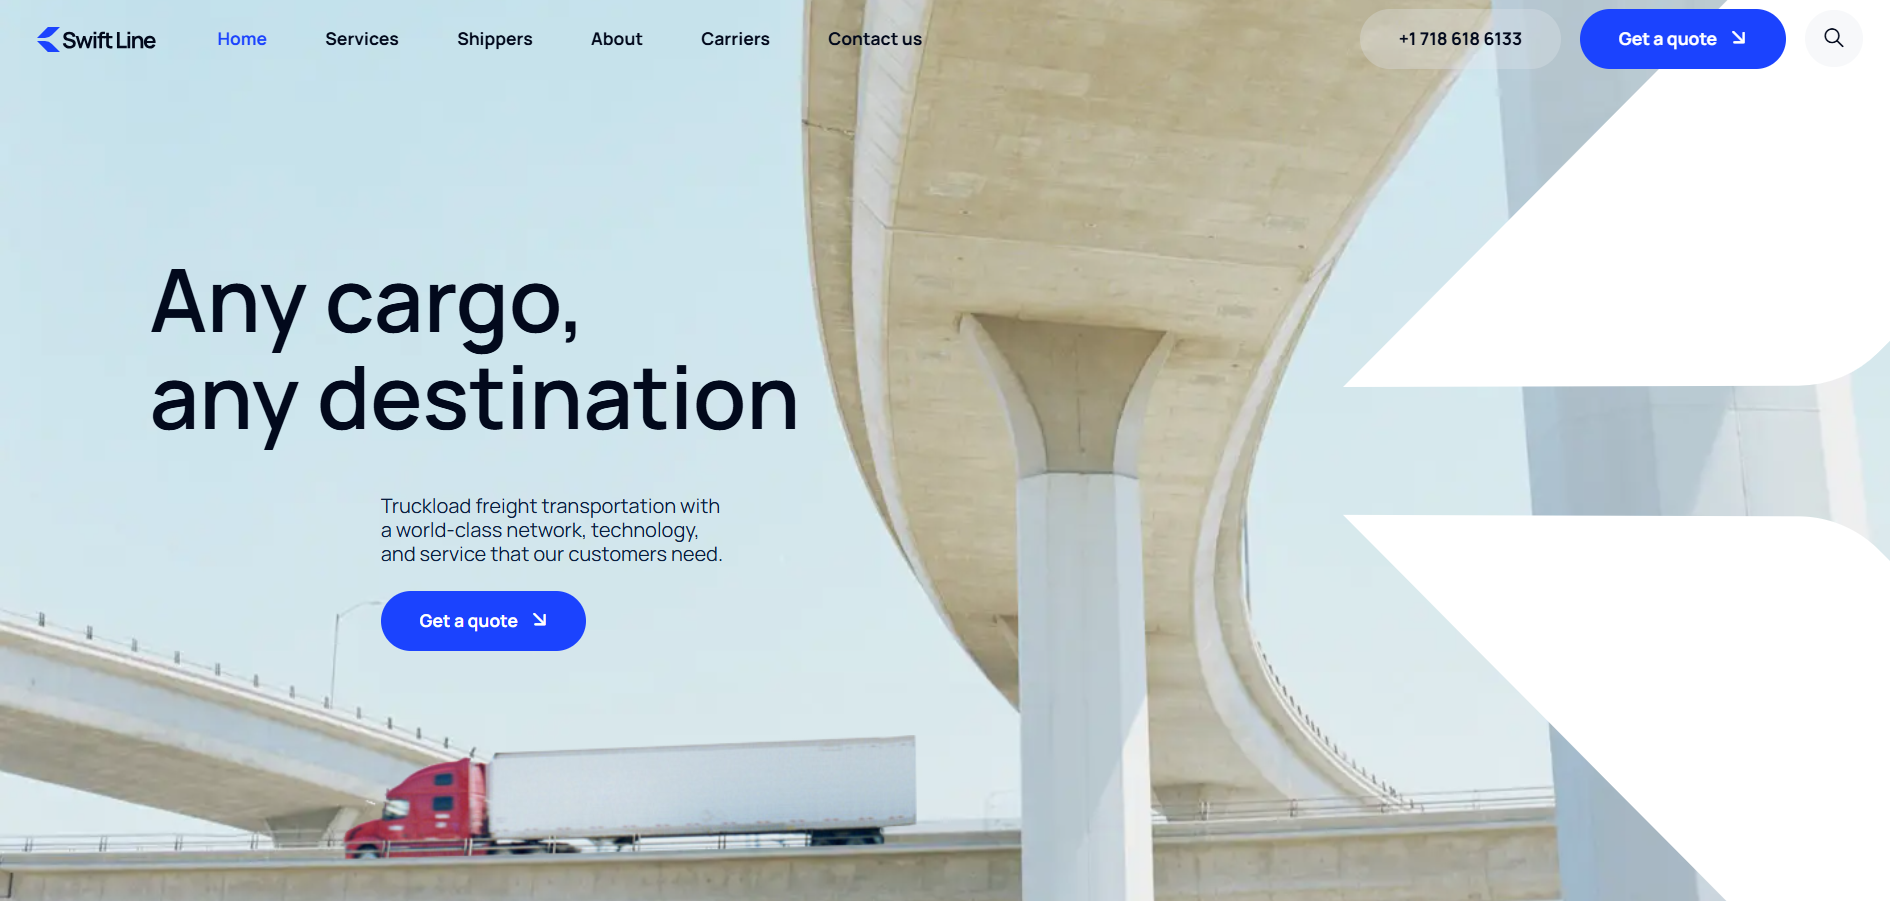 Swift Line
Home
Services
Shippers
About
Carriers
Contact us
+1 718 618 6133
Get a quote
Any cargo,
any destination
Truckload freight transportation with
a world-class network, technology,
and service that our customers need.
Get a quote